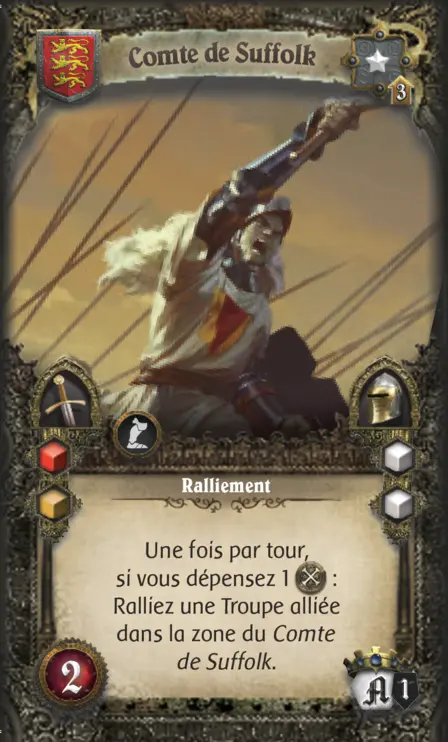 Comte de Suffolk
3
Ralliement
Une fois par tour,
si vous dépensez 1 :
Ralliez une Troupe alliée
dans la zone du Comte
de Suffolk.
2
A 1